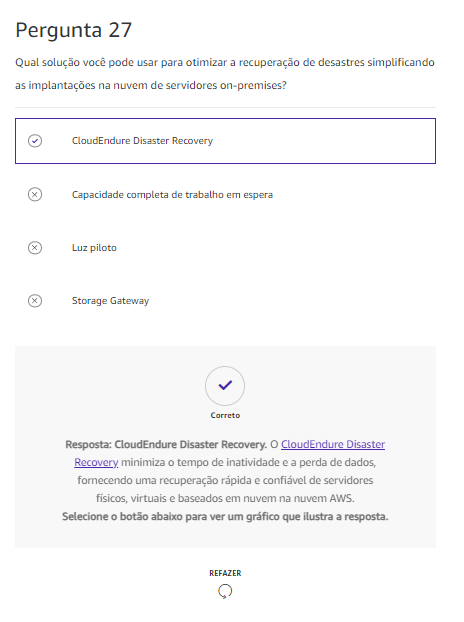 Pergunta 27
Qual solução você pode usar para otimizar a recuperação de desastres simplificando
as implantações na nuvem de servidores on-premises?
CloudEndure Disaster Recovery
Capacidade completa de trabalho em espera
Luz piloto
Storage Gateway
Correto
Resposta: CloudEndure Disaster Recovery. O CloudEndure Disaster
Recovery minimiza o tempo de inatividade e a perda de dados,
fornecendo uma recuperação rápida e confiável de servidores
físicos, virtuais e baseados em nuvem na nuvem AWS.
Selecione o botão abaixo para ver um gráfico que ilustra a resposta.
REFAZER